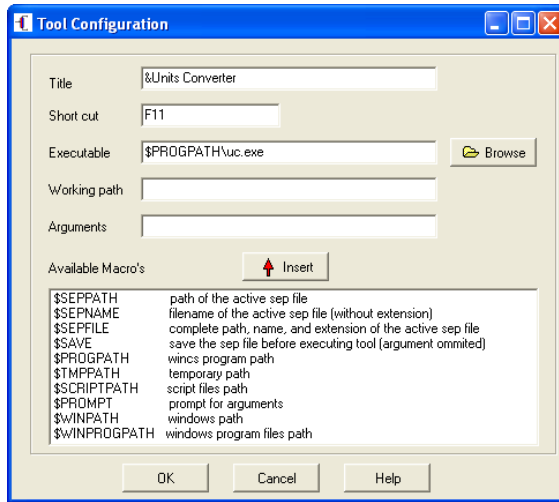 Tool Configuration
Title &Units Converter
Short cut F11
Executable $PROGPATH\uc.exe Browse
Working path
Arguments
Available Macro's Insert
$SEPPATH path of the active sep file
$SEPNAME filename of the active sep file (without extension)
$SEPFILE complete path, name, and extension of the active sep file
$SAVE save the sep file before executing tool (argument ommited)
$PROGPATH wincs program path
$TMPPATH temporary path
$SCRIPTPATH script files path
$PROMPT prompt for arguments
$WINPATH windows path
$WINPROGPATH windows program files path
OK Cancel Help